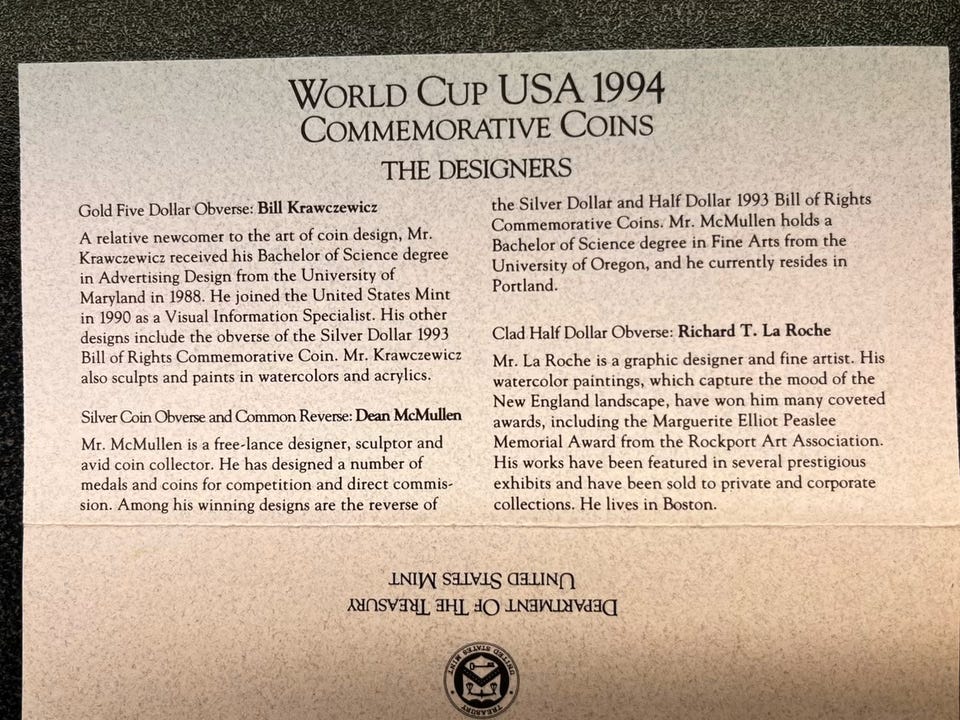 WORLD CUP USA 1994
COMMEMORATIVE COINS
THE DESIGNERS
Gold Five Dollar Obverse: Bill Krawczewicz
A relative newcomer to the art of coin design, Mr.
Krawczewicz received his Bachelor of Science degree
in Advertising Design from the University of
Maryland in 1988. He joined the United States Mint
in 1990 as a Visual Information Specialist. His other
designs include the obverse of the Silver Dollar 1993
Bill of Rights Commemorative Coin. Mr. Krawczewicz
also sculpts and paints in watercolors and acrylics.
Silver Coin Obverse and Common Reverse: Dean McMullen
Mr. McMullen is a free-lance designer, sculptor and
avid coin collector. He has designed a number of
medals and coins for competition and direct commis-
sion. Among his winning designs are the reverse of
the Silver Dollar and Half Dollar 1993 Bill of Rights
Commemorative Coins. Mr. McMullen holds a
Bachelor of Science degree in Fine Arts from the
University of Oregon, and he currently resides in
Portland.
Clad Half Dollar Obverse: Richard T. La Roche
Mr. La Roche is a graphic designer and fine artist. His
watercolor paintings, which capture the mood of the
New England landscape, have won him many coveted
awards, including the Marguerite Elliot Peaslee
Memorial Award from the Rockport Art Association.
His works have been featured in several prestigious
exhibits and have been sold to private and corporate
collections. He lives in Boston.
DEPARTMENT OF THE TREASURY
UNITED STATES MINT
TREASURY
UNITED STATES MINT